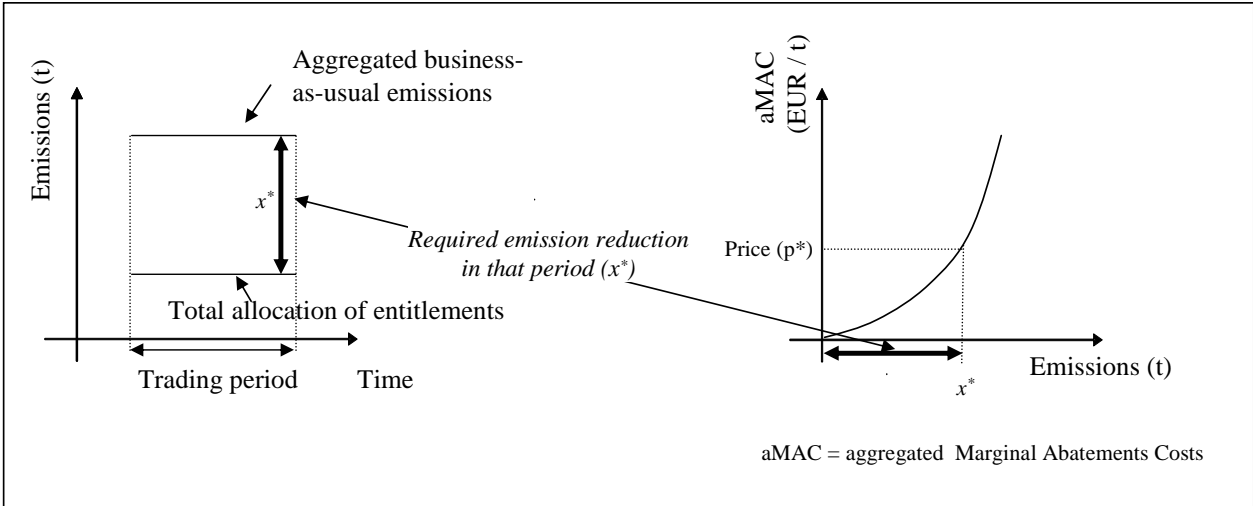 Emissions (t)
Aggregated business-
as-usual emissions
x*
Required emission reduction
in that period (x*)
Total allocation of entitlements
Trading period
Time
aMAC
(EUR / t)
Price (p*)
Emissions (t)
x*
aMAC = aggregated Marginal Abatements Costs